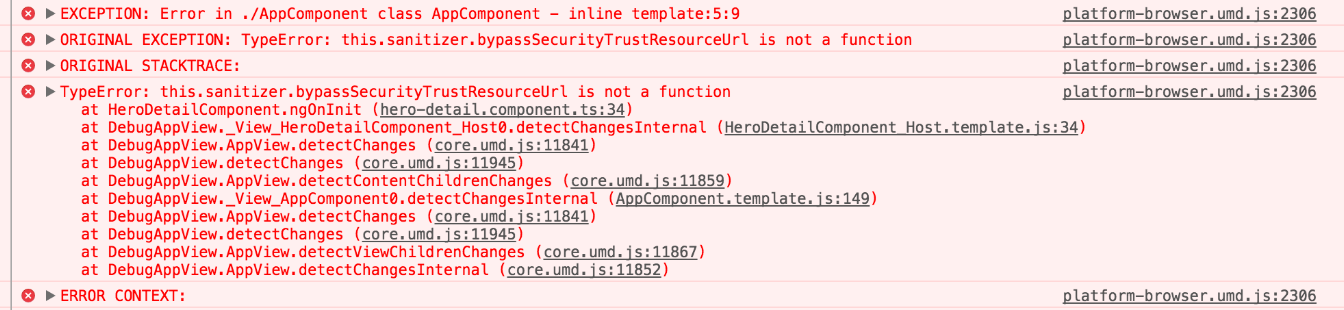 EXCEPTION: Error in ./AppComponent class AppComponent - inline template:5:9 platform-browser.umd.js:2306
ORIGINAL EXCEPTION: TypeError: this.sanitizer.bypassSecurityTrustResourceUrl is not a function platform-browser.umd.js:2306
ORIGINAL STACKTRACE: platform-browser.umd.js:2306
TypeError: this.sanitizer.bypassSecurityTrustResourceUrl is not a function platform-browser.umd.js:2306
at HeroDetailComponent.ngOnInit (hero-detail.component.ts:34)
at DebugAppView._View_HeroDetailComponent_Host0.detectChangesInternal (HeroDetailComponent_Host.template.js:34)
at DebugAppView.AppView.detectChanges (core.umd.js:11841)
at DebugAppView.detectChanges (core.umd.js:11945)
at DebugAppView.AppView.detectContentChildrenChanges (core.umd.js:11859)
at DebugAppView._View_AppComponent0.detectChangesInternal (AppComponent.template.js:149)
at DebugAppView.AppView.detectChanges (core.umd.js:11841)
at DebugAppView.detectChanges (core.umd.js:11945)
at DebugAppView.AppView.detectViewChildrenChanges (core.umd.js:11867)
at DebugAppView.AppView.detectChangesInternal (core.umd.js:11852)
ERROR CONTEXT: platform-browser.umd.js:2306